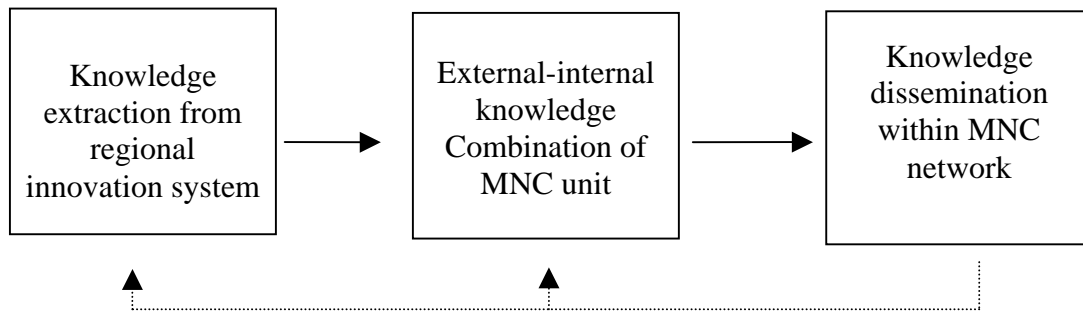 Knowledge
extraction from
regional
innovation system
External-internal
knowledge
Combination of
MNC unit
Knowledge
dissemination
within MNC
network